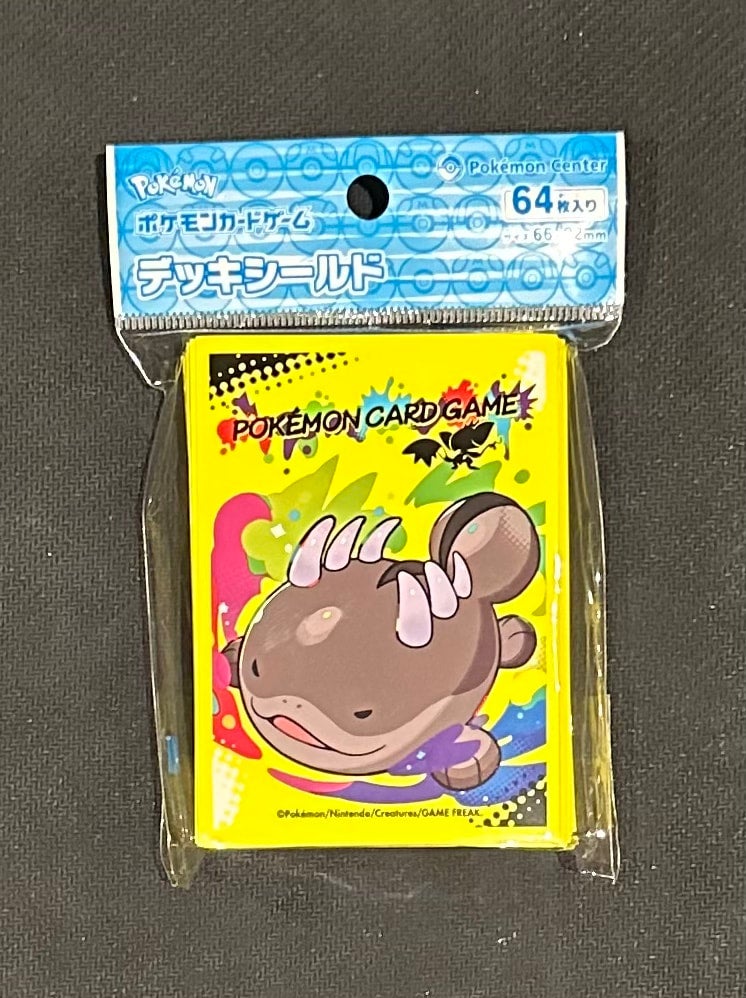 Pokémon Center
POKÉMON
64枚入り
ポケモンカードゲーム
デッキシールド
POKÉMON CARD GAME
©Pokémon/Nintendo/Creatures/GAME FREAK.